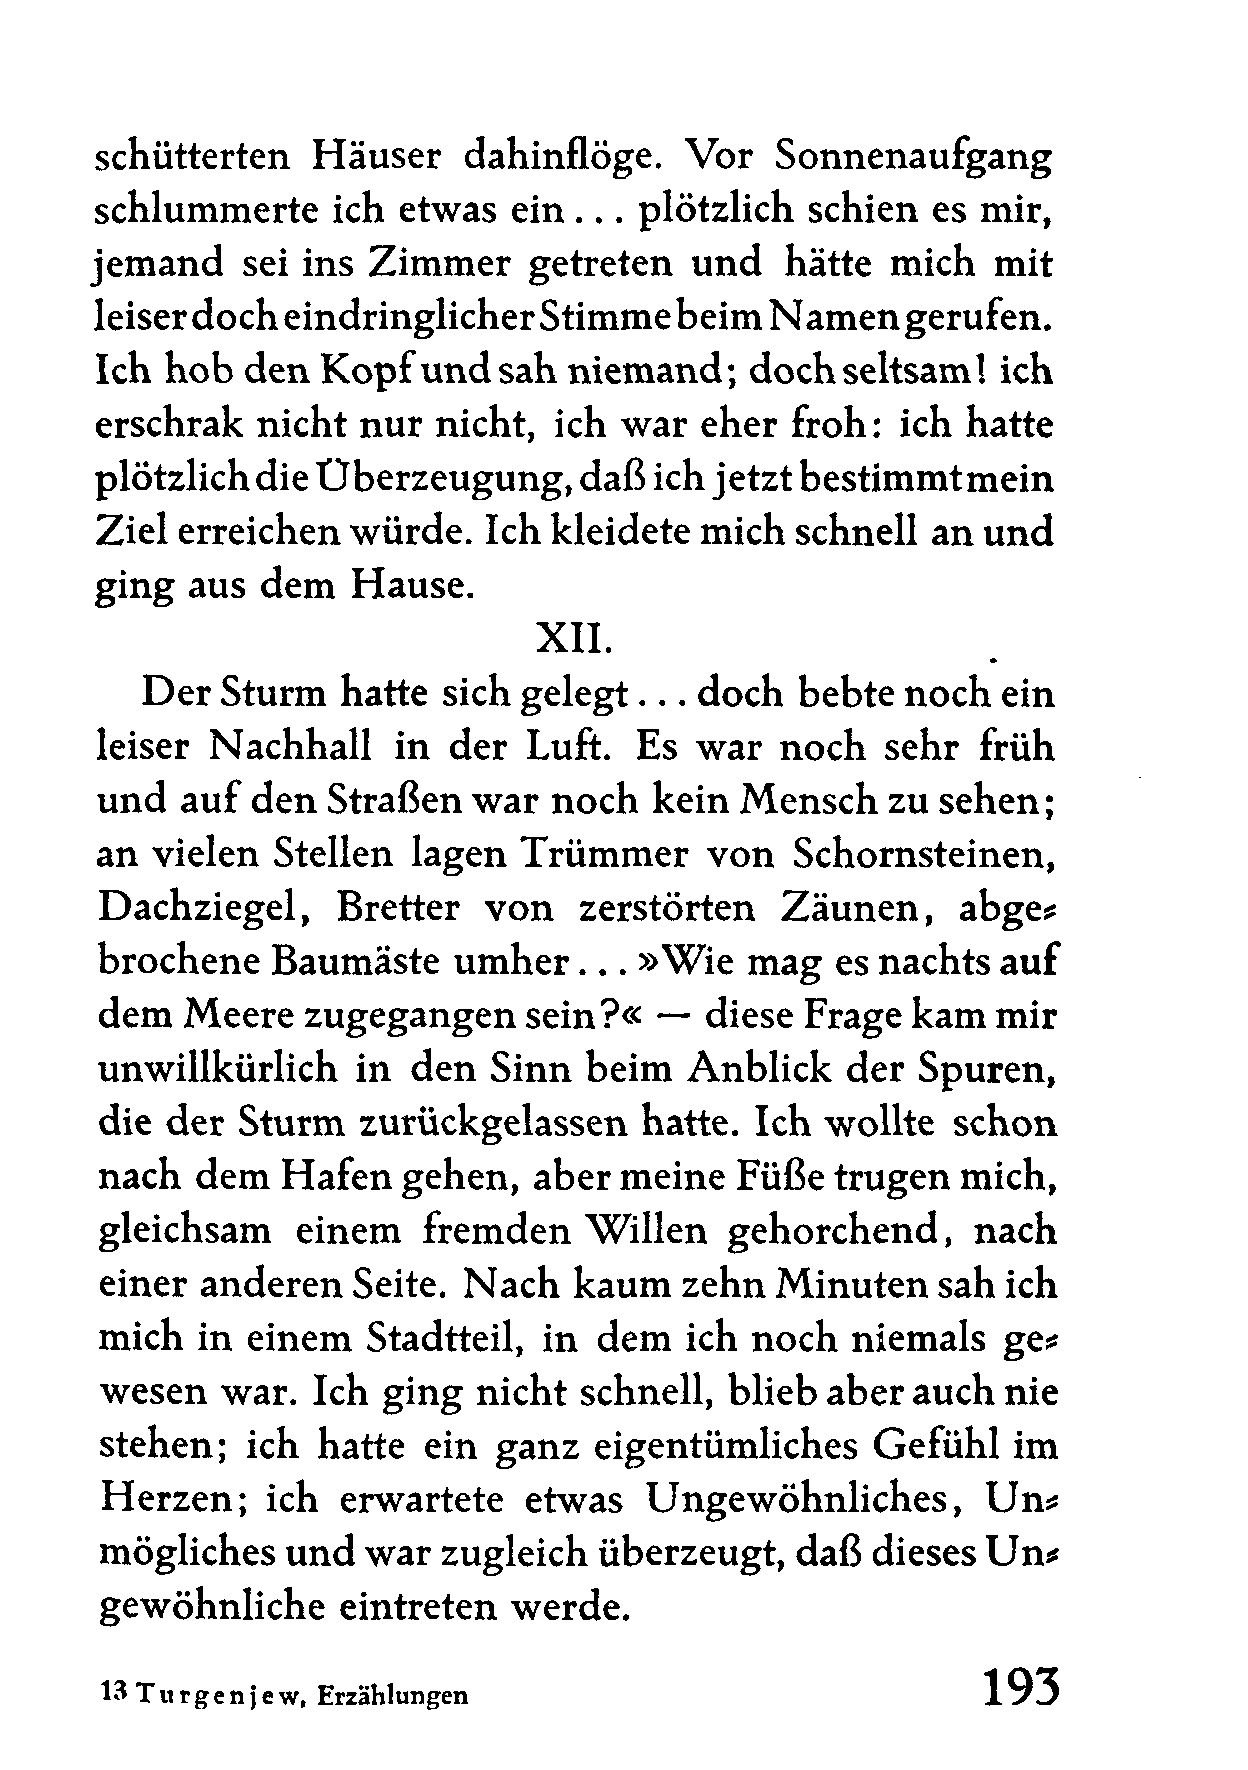 schütterten Häuser dahinflöge. Vor Sonnenaufgang
schlummerte ich etwas ein... plötzlich schien es mir,
jemand sei ins Zimmer getreten und hätte mich mit
leiser doch eindringlicher Stimme beim Namen gerufen.
Ich hob den Kopf und sah niemand; doch seltsam! ich
erschrak nicht nur nicht, ich war eher froh: ich hatte
plötzlich die Überzeugung, daß ich jetzt bestimmt mein
Ziel erreichen würde. Ich kleidete mich schnell an und
ging aus dem Hause.
XII.
Der Sturm hatte sich gelegt... doch bebte noch ein
leiser Nachhall in der Luft. Es war noch sehr früh
und auf den Straßen war noch kein Mensch zu sehen;
an vielen Stellen lagen Trümmer von Schornsteinen,
Dachziegel, Bretter von zerstörten Zäunen, abge⸗
brochene Baumäste umher... »Wie mag es nachts auf
dem Meere zugegangen sein?« — diese Frage kam mir
unwillkürlich in den Sinn beim Anblick der Spuren,
die der Sturm zurückgelassen hatte. Ich wollte schon
nach dem Hafen gehen, aber meine Füße trugen mich,
gleichsam einem fremden Willen gehorchend, nach
einer anderen Seite. Nach kaum zehn Minuten sah ich
mich in einem Stadtteil, in dem ich noch niemals ge⸗
wesen war. Ich ging nicht schnell, blieb aber auch nie
stehen; ich hatte ein ganz eigentümliches Gefühl im
Herzen; ich erwartete etwas Ungewöhnliches, Un⸗
mögliches und war zugleich überzeugt, daß dieses Un⸗
gewöhnliche eintreten werde.
13 Turgenjew, Erzählungen
193